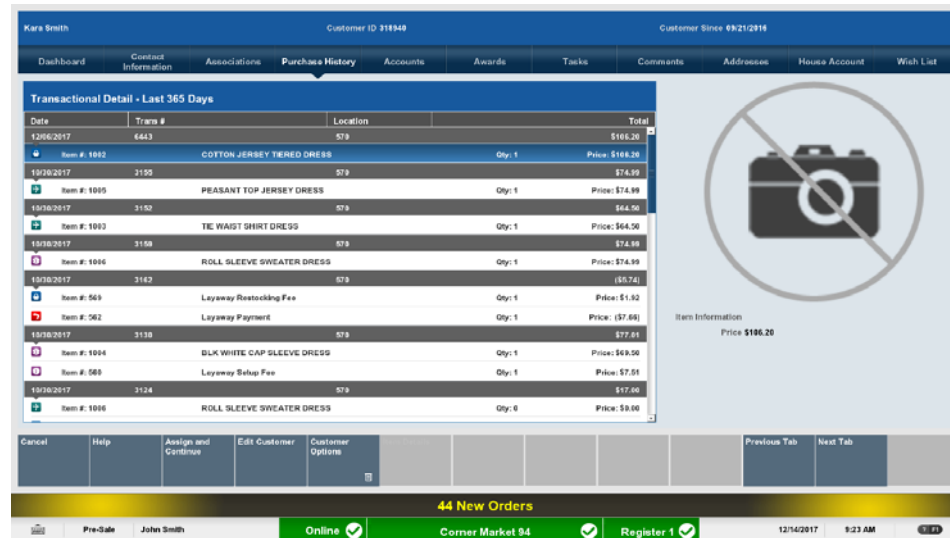 Kara Smith Customer ID 318940 Customer Since 09/21/2016
Dashboard Contact Information Associations Purchase History Accounts Awards Tasks Comments Addresses House Account Wish List
Transactional Detail - Last 365 Days
Date Trans # Location Total
12/06/2017 6443 579 $106.20
Item #: 1002 COTTON JERSEY TIERED DRESS Qty: 1 Price: $106.20
10/30/2017 3155 579 $74.99
Item #: 1005 PEASANT TOP JERSEY DRESS Qty: 1 Price: $74.99
10/30/2017 3152 579 $64.50
Item #: 1003 TIE WAIST SHIRT DRESS Qty: 1 Price: $64.50
10/30/2017 3150 579 $74.99
Item #: 1006 ROLL SLEEVE SWEATER DRESS Qty: 1 Price: $74.99
10/30/2017 3142 579 ($5.74)
Item #: 569 Layaway Restocking Fee Qty: 1 Price: $1.92
Item #: 562 Layaway Payment Qty: 1 Price: ($7.66)
10/30/2017 3130 579 $77.01
Item #: 1004 BLK WHITE CAP SLEEVE DRESS Qty: 1 Price: $69.50
Item #: 560 Layaway Setup Fee Qty: 1 Price: $7.51
10/30/2017 3124 579 $17.00
Item #: 1006 ROLL SLEEVE SWEATER DRESS Qty: 0 Price: $0.00
Item Information
Price $106.20
Cancel Help Assign and Continue Edit Customer Customer Options Previous Tab Next Tab
44 New Orders
Pre-Sale John Smith Online Corner Market 94 Register 1 12/14/2017 9:23 AM